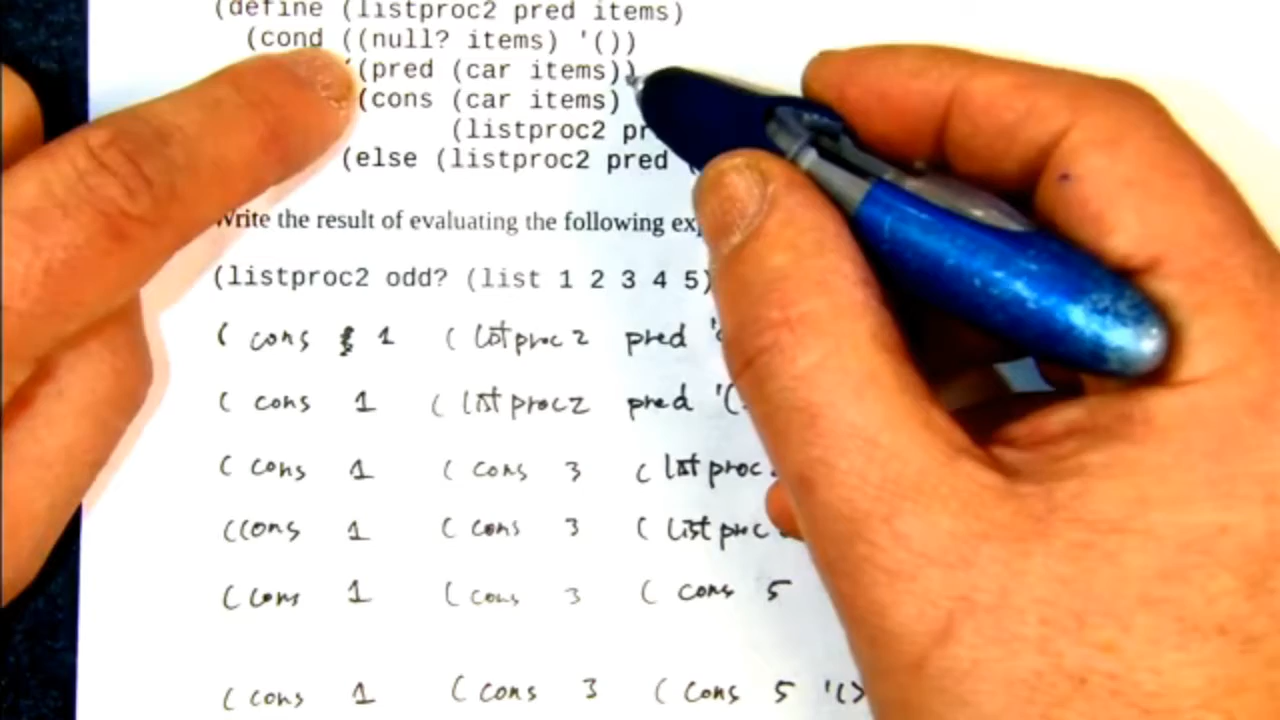 (define (listproc2 pred items)
(cond ((null? items) '())
(pred (car items))
(cons (car items)
(listproc2 pr
(else (listproc2 pred (
Write the result of evaluating the following exp
(listproc2 odd? (list 1 2 3 4 5)
( cons 1 ( listproc2 pred '(
( cons 1 ( listproc2 pred '(
( cons 1 ( cons 3 ( listproc
( cons 1 ( cons 3 ( listproc
( cons 1 ( cons 3 ( cons 5
( cons 1 ( cons 3 ( cons 5 '()